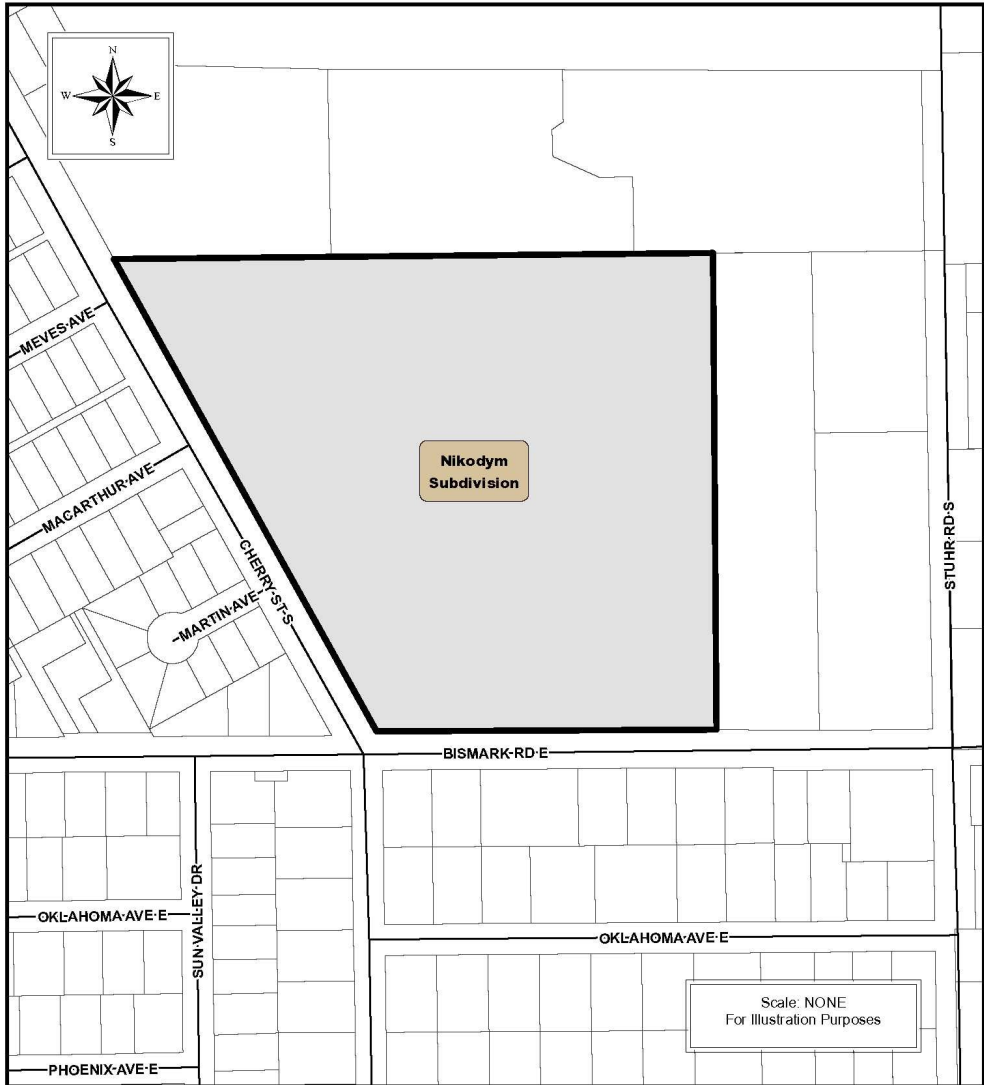 N
W E
S
MEVES AVE
MACARTHUR AVE
MARTIN AVE
CHERRY ST S
Nikodym
Subdivision
STUHR RD S
BISMARK RD E
SUN VALLEY DR
OKLAHOMA AVE E
OKLAHOMA AVE E
PHOENIX AVE E
Scale: NONE
For Illustration Purposes